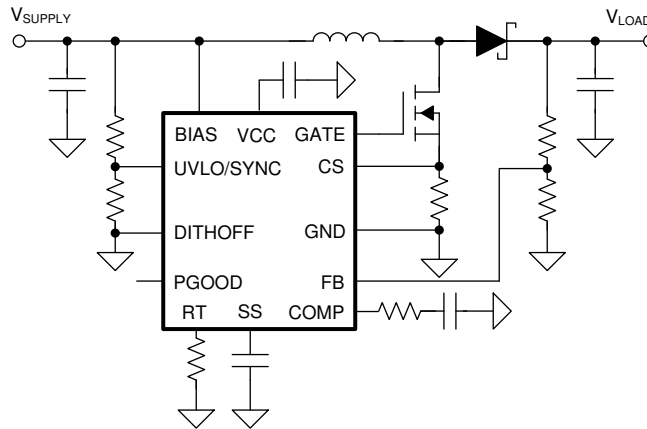 VSUPPLY
VLOAD
BIAS
VCC
GATE
UVLO/SYNC
CS
DITHOFF
GND
PGOOD
FB
RT
SS
COMP